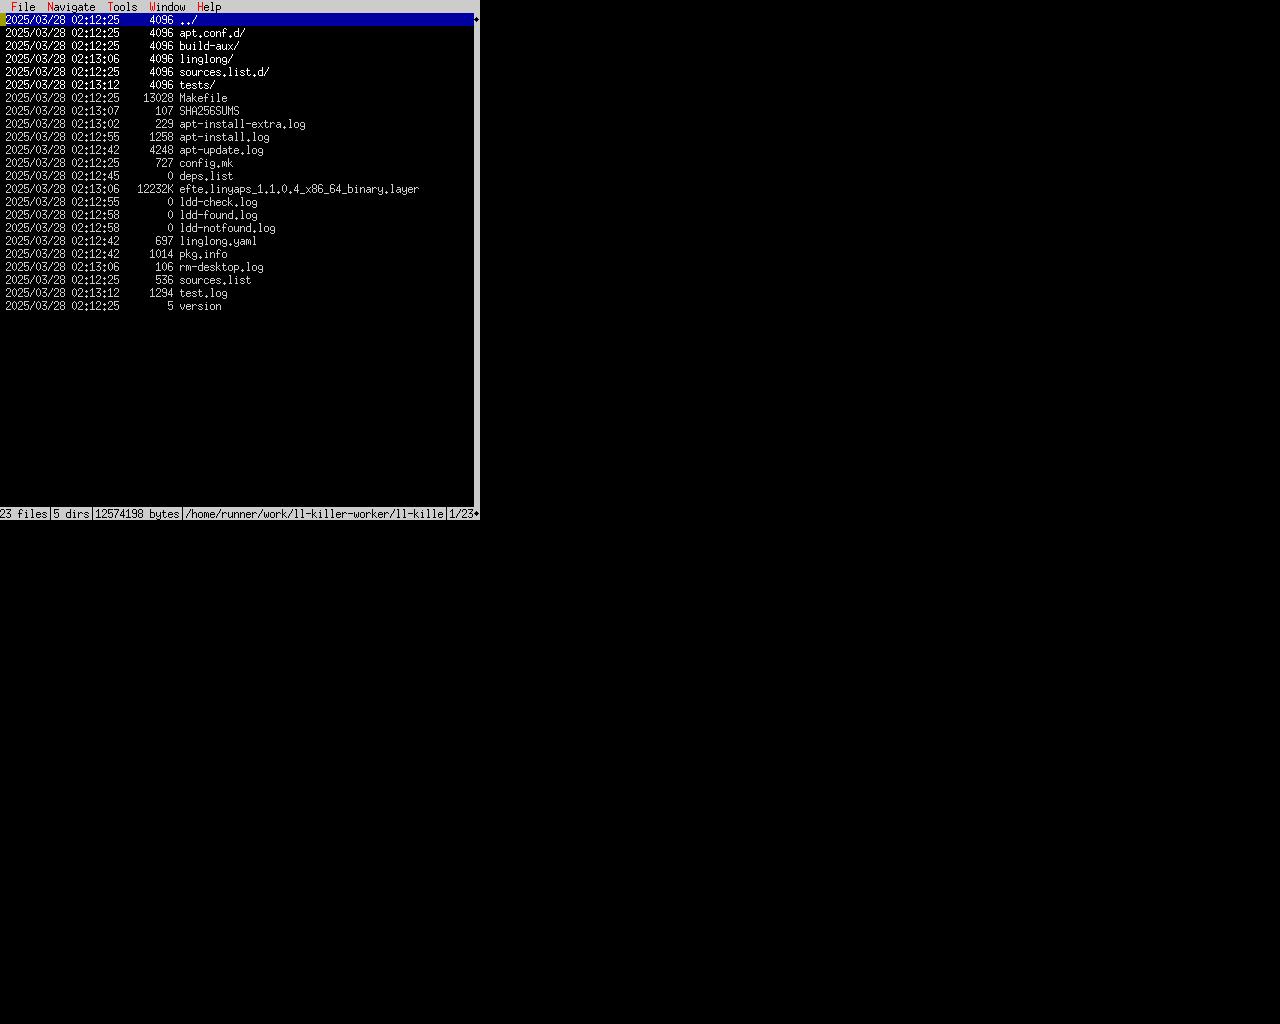 File Navigate Tools Window Help
2025/03/28 02:12:25 4096 ../
2025/03/28 02:12:25 4096 apt.conf.d/
2025/03/28 02:12:25 4096 build-aux/
2025/03/28 02:13:06 4096 linglong/
2025/03/28 02:12:25 4096 sources.list.d/
2025/03/28 02:13:12 4096 tests/
2025/03/28 02:12:25 13028 Makefile
2025/03/28 02:13:07 107 SHA256SUMS
2025/03/28 02:13:02 229 apt-install-extra.log
2025/03/28 02:12:55 1258 apt-install.log
2025/03/28 02:12:42 4248 apt-update.log
2025/03/28 02:12:25 727 config.mk
2025/03/28 02:12:45 0 deps.list
2025/03/28 02:13:06 12232K efte.linyaps_1.1.0.4_x86_64_binary.layer
2025/03/28 02:12:55 0 ldd-check.log
2025/03/28 02:12:58 0 ldd-found.log
2025/03/28 02:12:58 0 ldd-notfound.log
2025/03/28 02:12:42 697 linglong.yaml
2025/03/28 02:12:42 1014 pkg.info
2025/03/28 02:13:06 106 rm-desktop.log
2025/03/28 02:12:25 536 sources.list
2025/03/28 02:13:12 1294 test.log
2025/03/28 02:12:25 5 version
23 files|5 dirs|12574198 bytes|/home/runner/work/ll-killer-worker/ll-kille|1/23